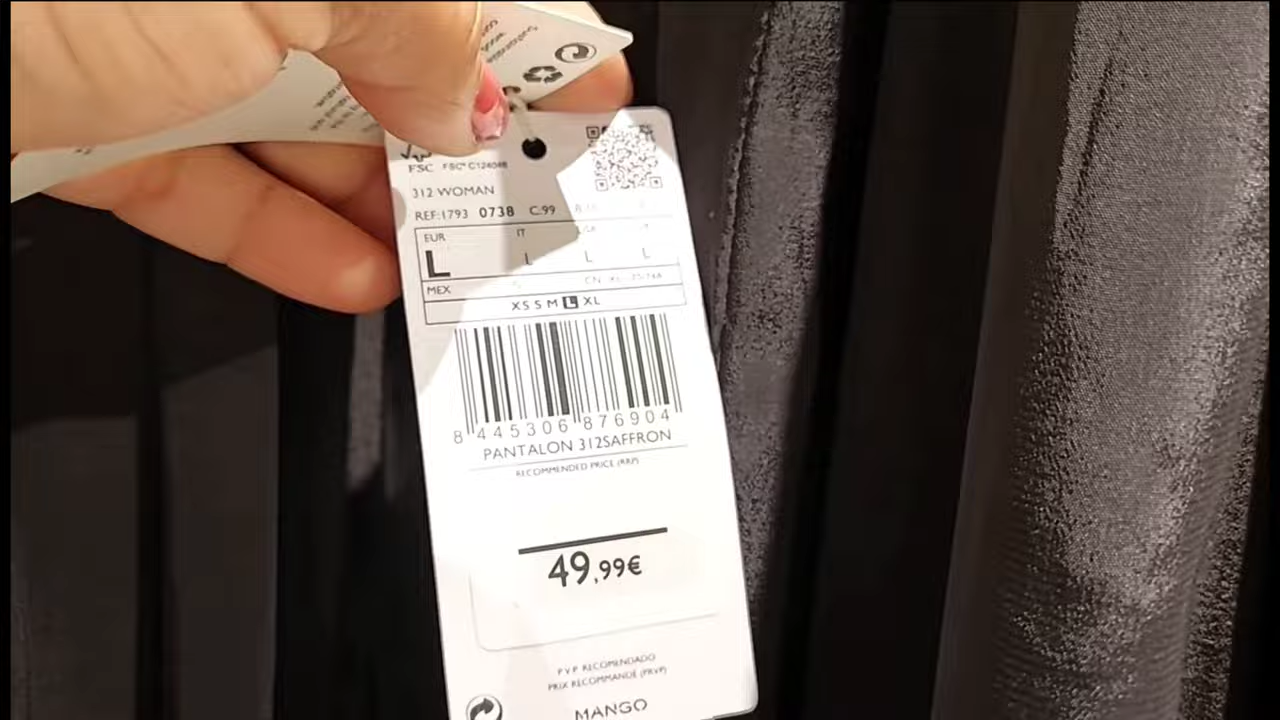 FSC FSC® C124048
312 WOMAN
REF:1793 0738 C:99
EUR IT
L L L L
MEX CN
XS S M L XL
8 445306 876904
PANTALON 312SAFFRON
RECOMMENDED PRICE (RRP)
49,99€
P.V.P RECOMENDADO
PRIX RECOMMANDÉ (PRVP)
MANGO